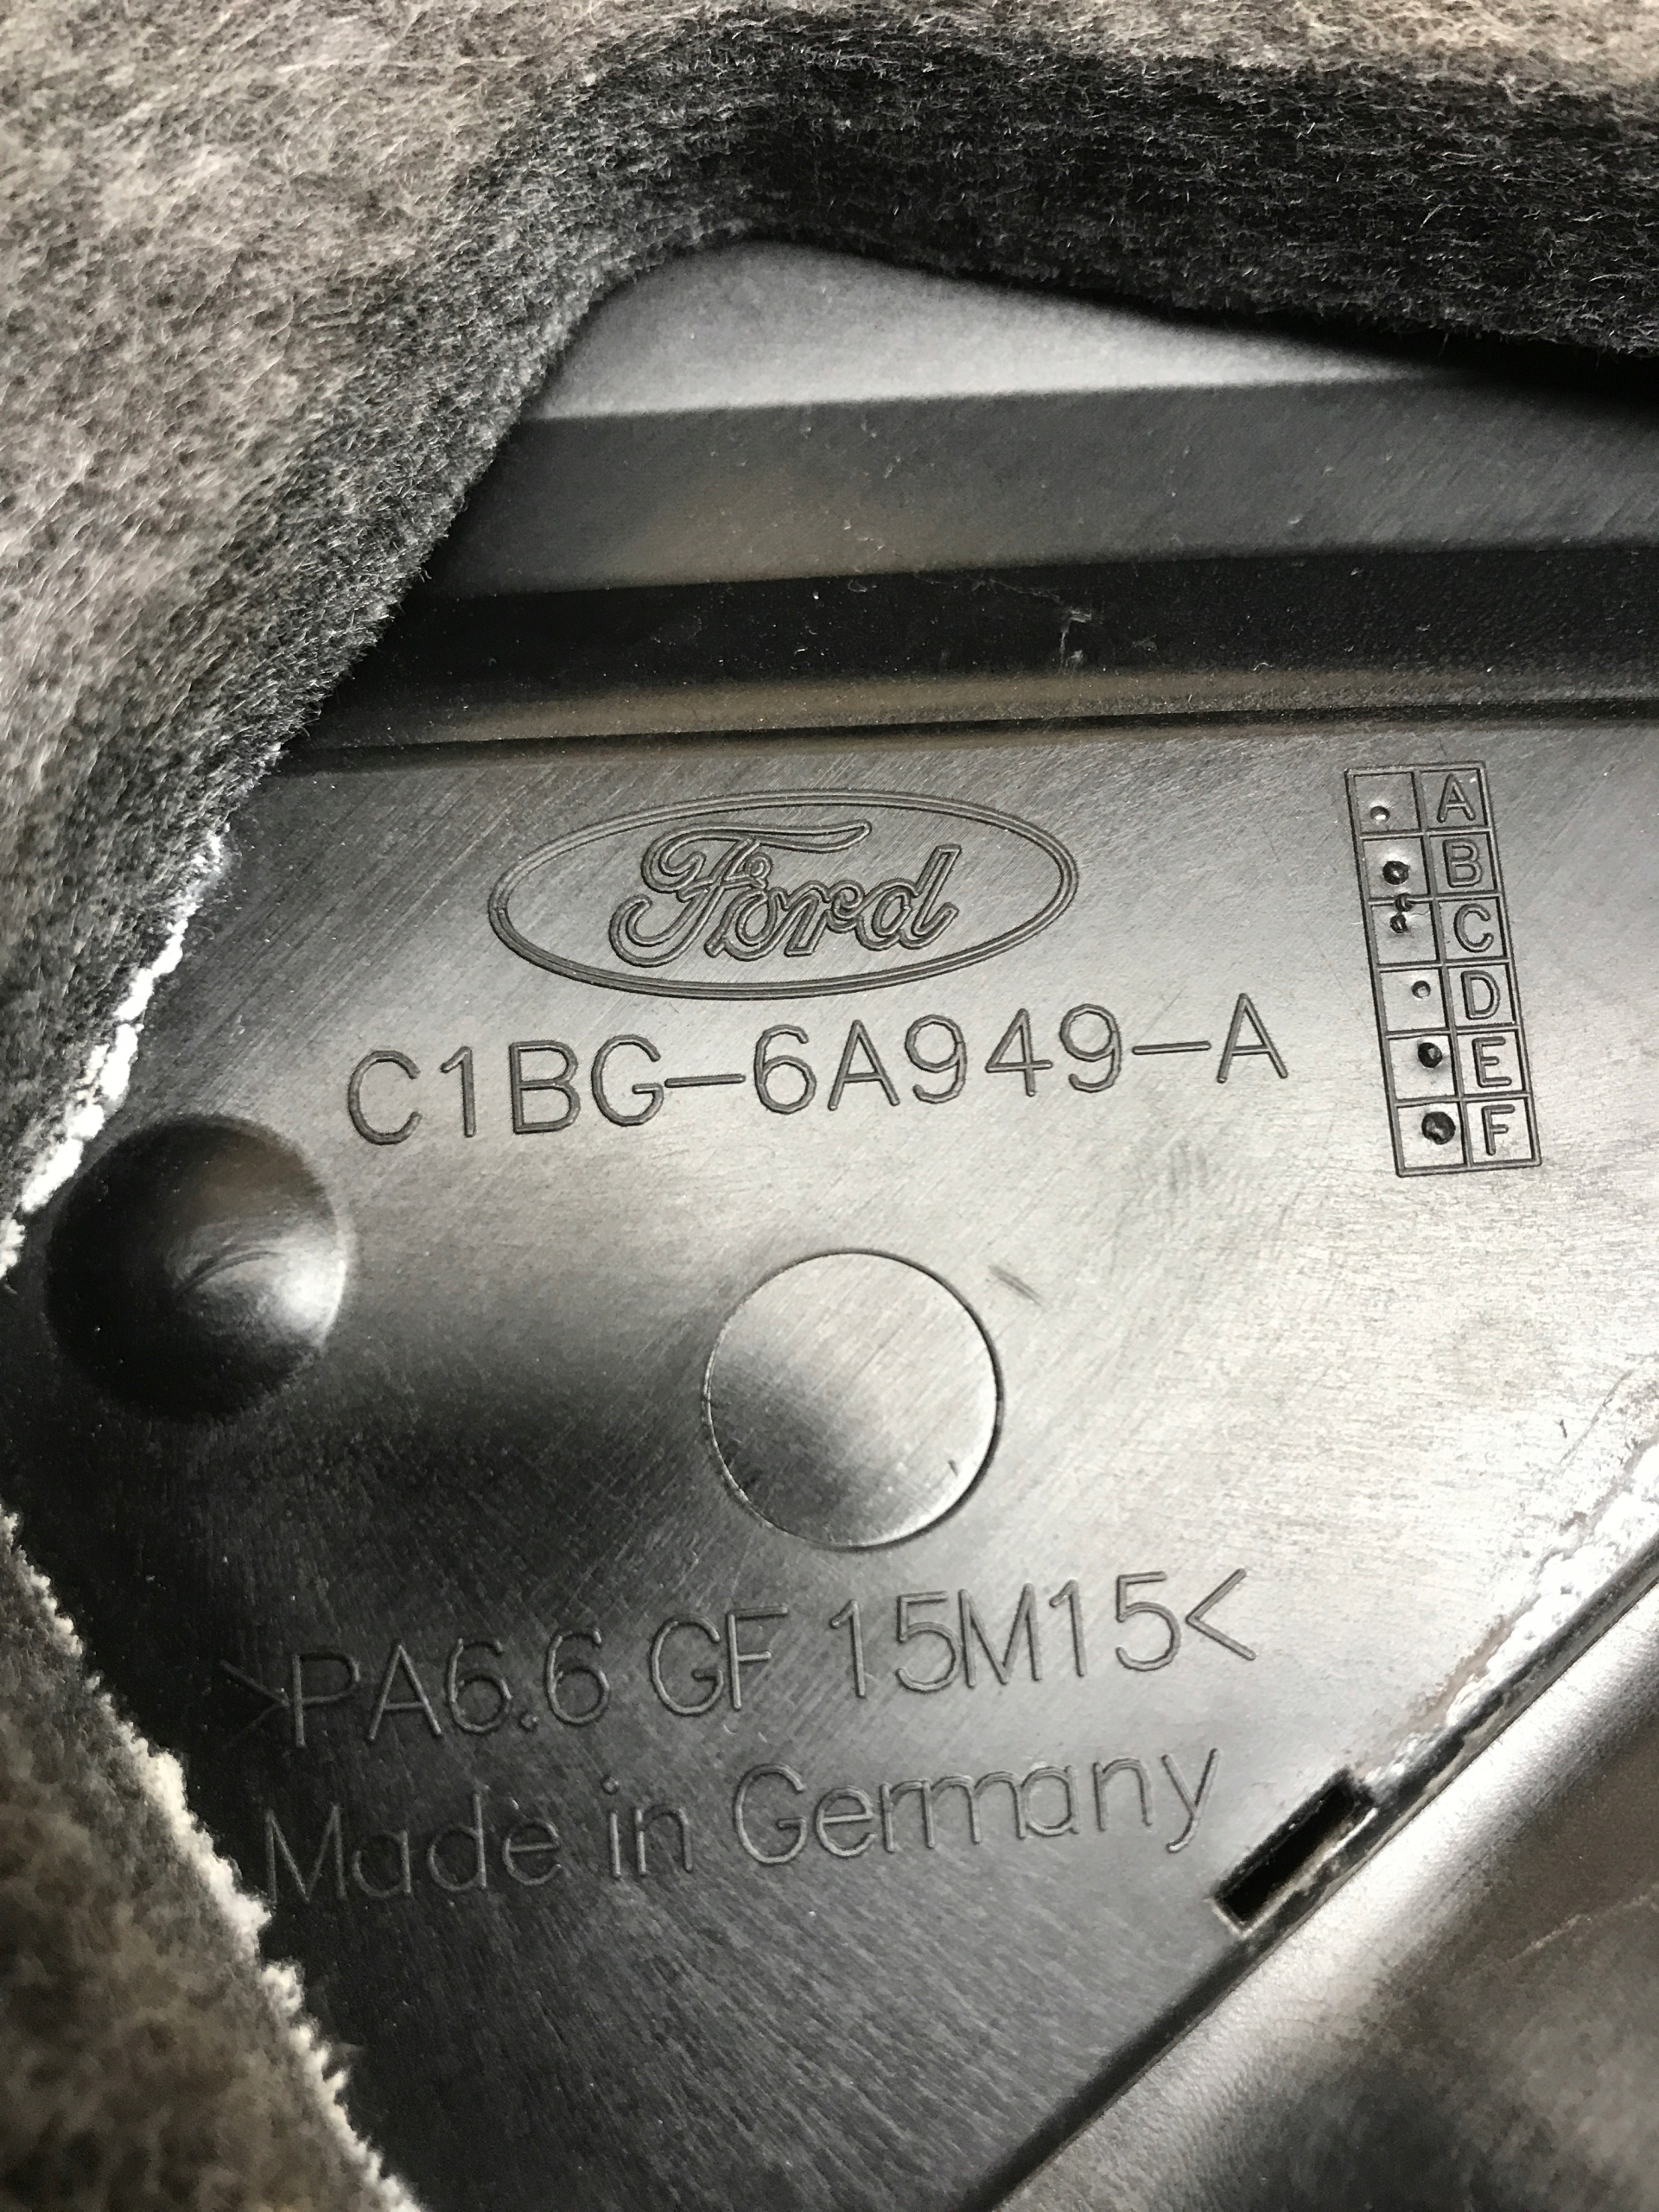 Ford
C1BG-6A949-A
A
B
C
D
E
F
>PA6.6 GF 15M15<
Made in Germany